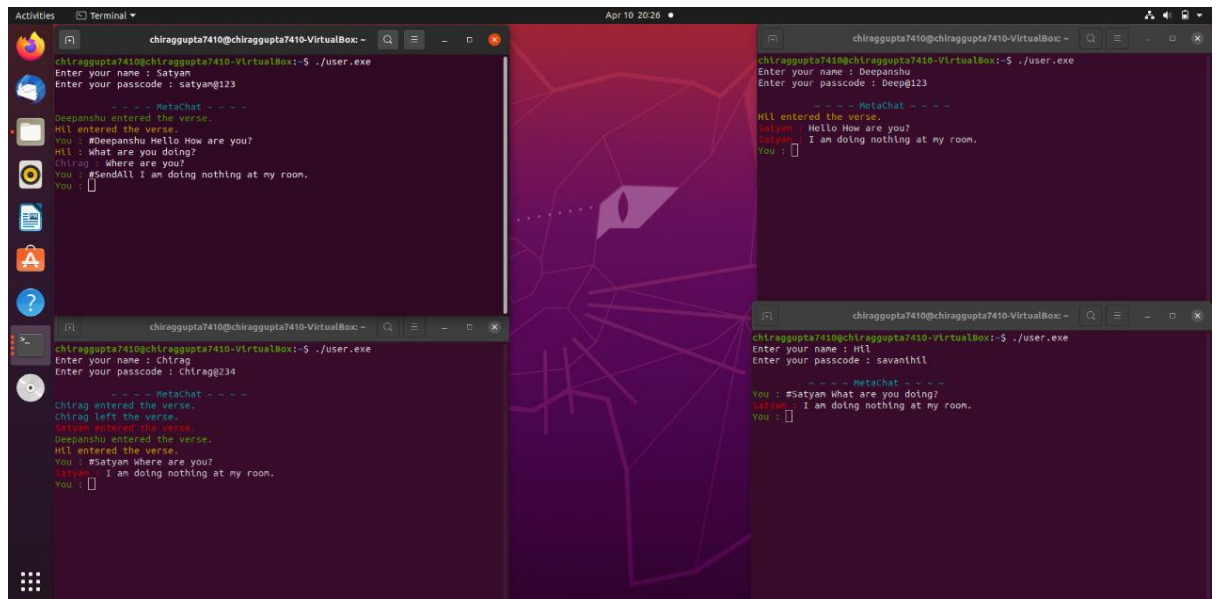 Activities
Terminal
Apr 10 20:26
chiraggupta7410@chiraggupta7410-VirtualBox: ~
chiraggupta7410@chiraggupta7410-VirtualBox:~$ ./user.exe
Enter your name : Satyam
Enter your passcode : satyam@123
~ ~ ~ ~ MetaChat ~ ~ ~ ~
Deepanshu entered the verse.
Hil entered the verse.
You : #Deepanshu Hello How are you?
Hil : What are you doing?
Chirag : Where are you?
You : #SendAll I am doing nothing at my room.
You :
chiraggupta7410@chiraggupta7410-VirtualBox: ~
chiraggupta7410@chiraggupta7410-VirtualBox:~$ ./user.exe
Enter your name : Deepanshu
Enter your passcode : Deep@123
~ ~ ~ ~ MetaChat ~ ~ ~ ~
Hil entered the verse.
Satyam : Hello How are you?
Satyam : I am doing nothing at my room.
You :
chiraggupta7410@chiraggupta7410-VirtualBox: ~
chiraggupta7410@chiraggupta7410-VirtualBox:~$ ./user.exe
Enter your name : Chirag
Enter your passcode : Chirag@234
~ ~ ~ ~ MetaChat ~ ~ ~ ~
Chirag entered the verse.
Chirag left the verse.
Satyam entered the verse.
Deepanshu entered the verse.
Hil entered the verse.
You : #Satyam Where are you?
Satyam : I am doing nothing at my room.
You :
chiraggupta7410@chiraggupta7410-VirtualBox: ~
chiraggupta7410@chiraggupta7410-VirtualBox:~$ ./user.exe
Enter your name : Hil
Enter your passcode : savanihil
~ ~ ~ ~ MetaChat ~ ~ ~ ~
You : #Satyam What are you doing?
Satyam : I am doing nothing at my room.
You :